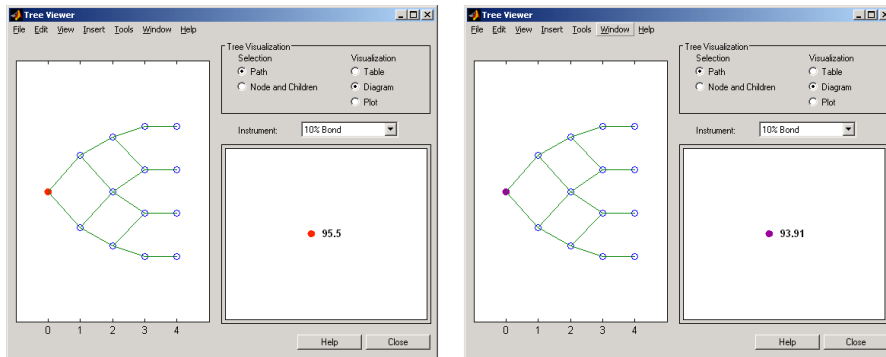 Tree Viewer
File Edit View Insert Tools Window Help
Tree Visualization
Selection Visualization
Path Table
Node and Children Diagram
Plot
Instrument: 10% Bond
95.5
0 1 2 3 4
Help Close
Tree Viewer
File Edit View Insert Tools Window Help
Tree Visualization
Selection Visualization
Path Table
Node and Children Diagram
Plot
Instrument: 10% Bond
93.91
0 1 2 3 4
Help Close